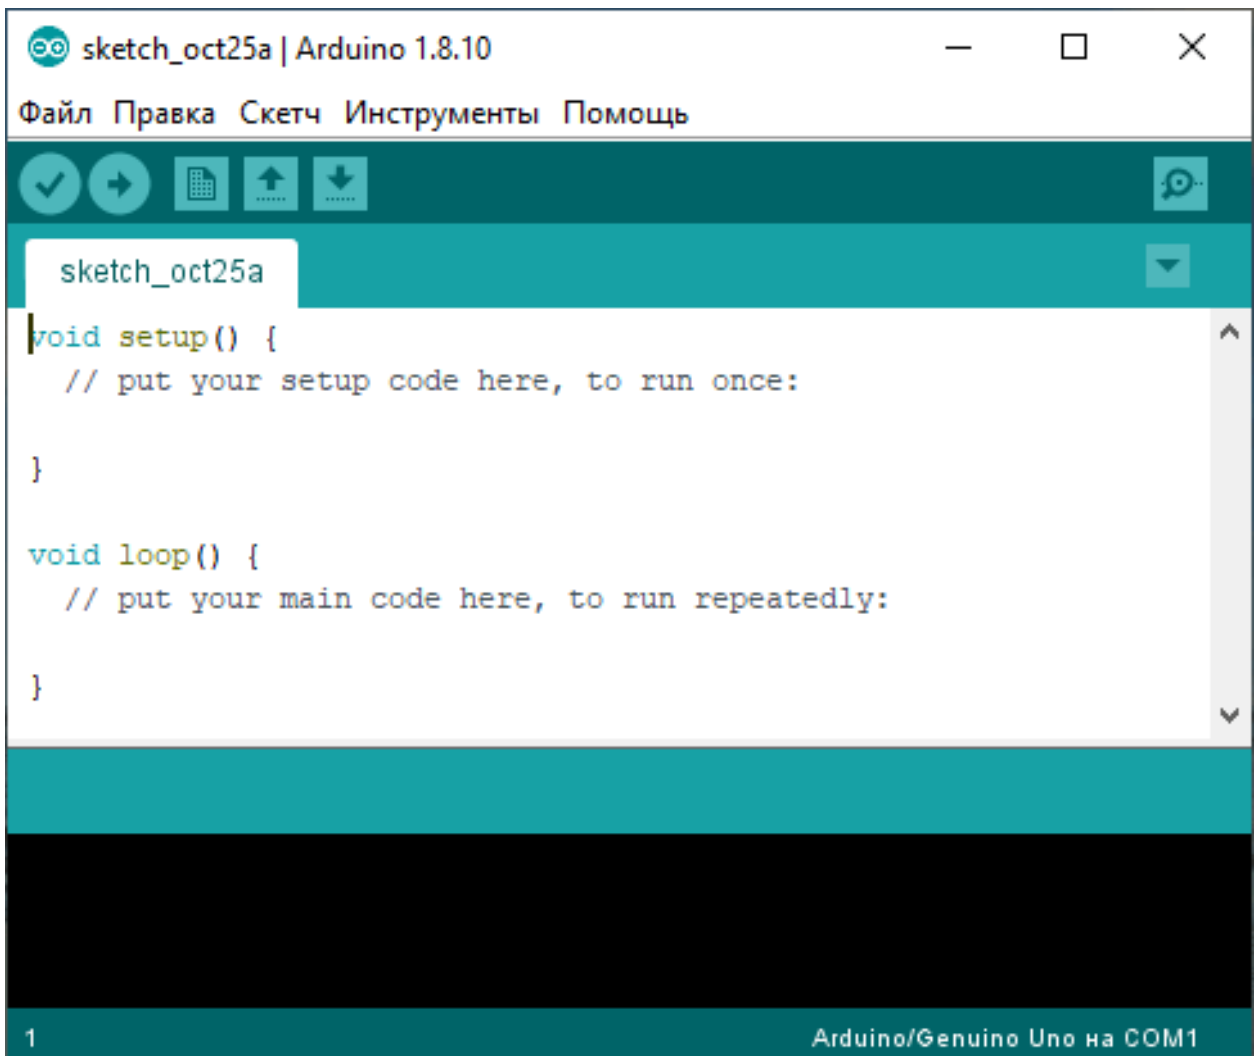 sketch_oct25a | Arduino 1.8.10
Файл Правка Скетч Инструменты Помощь
sketch_oct25a
void setup() {
  // put your setup code here, to run once:
}
void loop() {
  // put your main code here, to run repeatedly:
}
1 Arduino/Genuino Uno на COM1